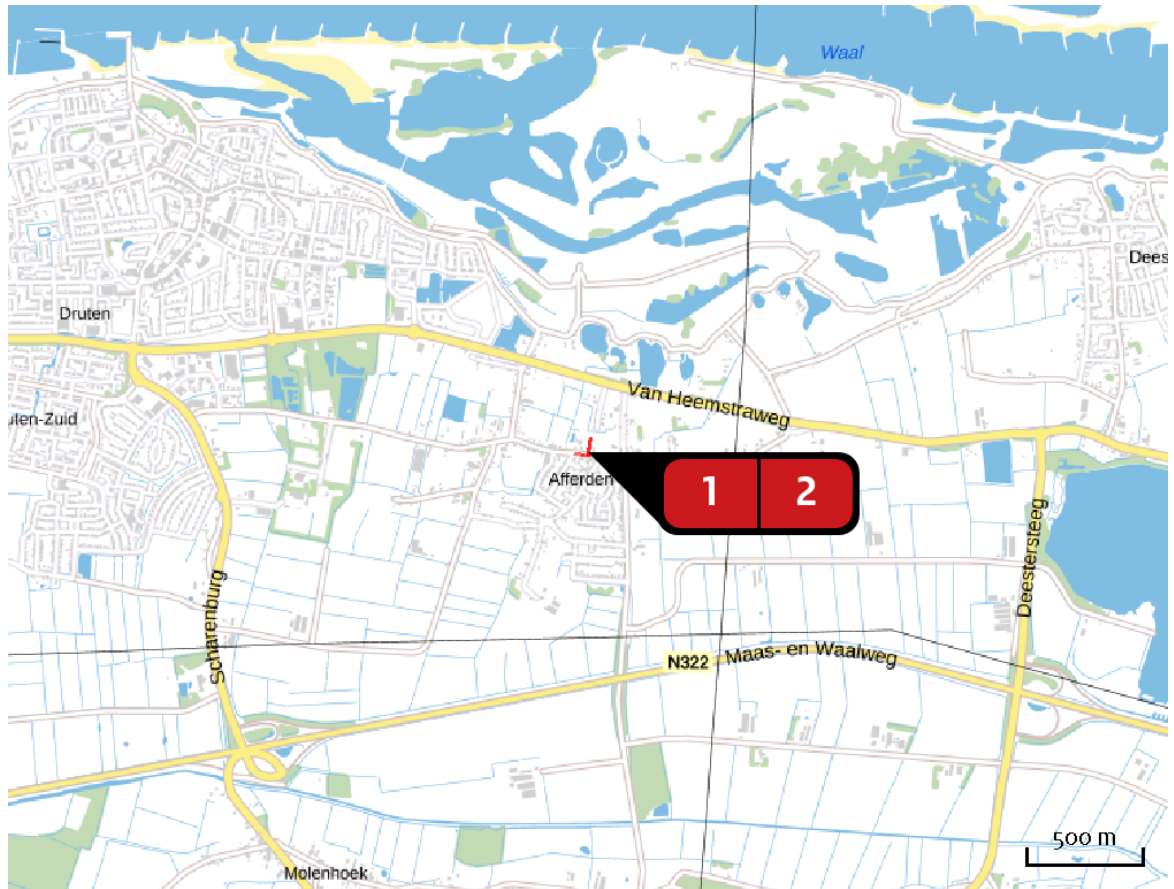 Waal
Dees
Druten
Van Heemstraweg
uten-Zuid
Afferden
1 2
Deestersteeg
Scharenburg
N322 Maas- en Waalweg
500 m
Molenhoek